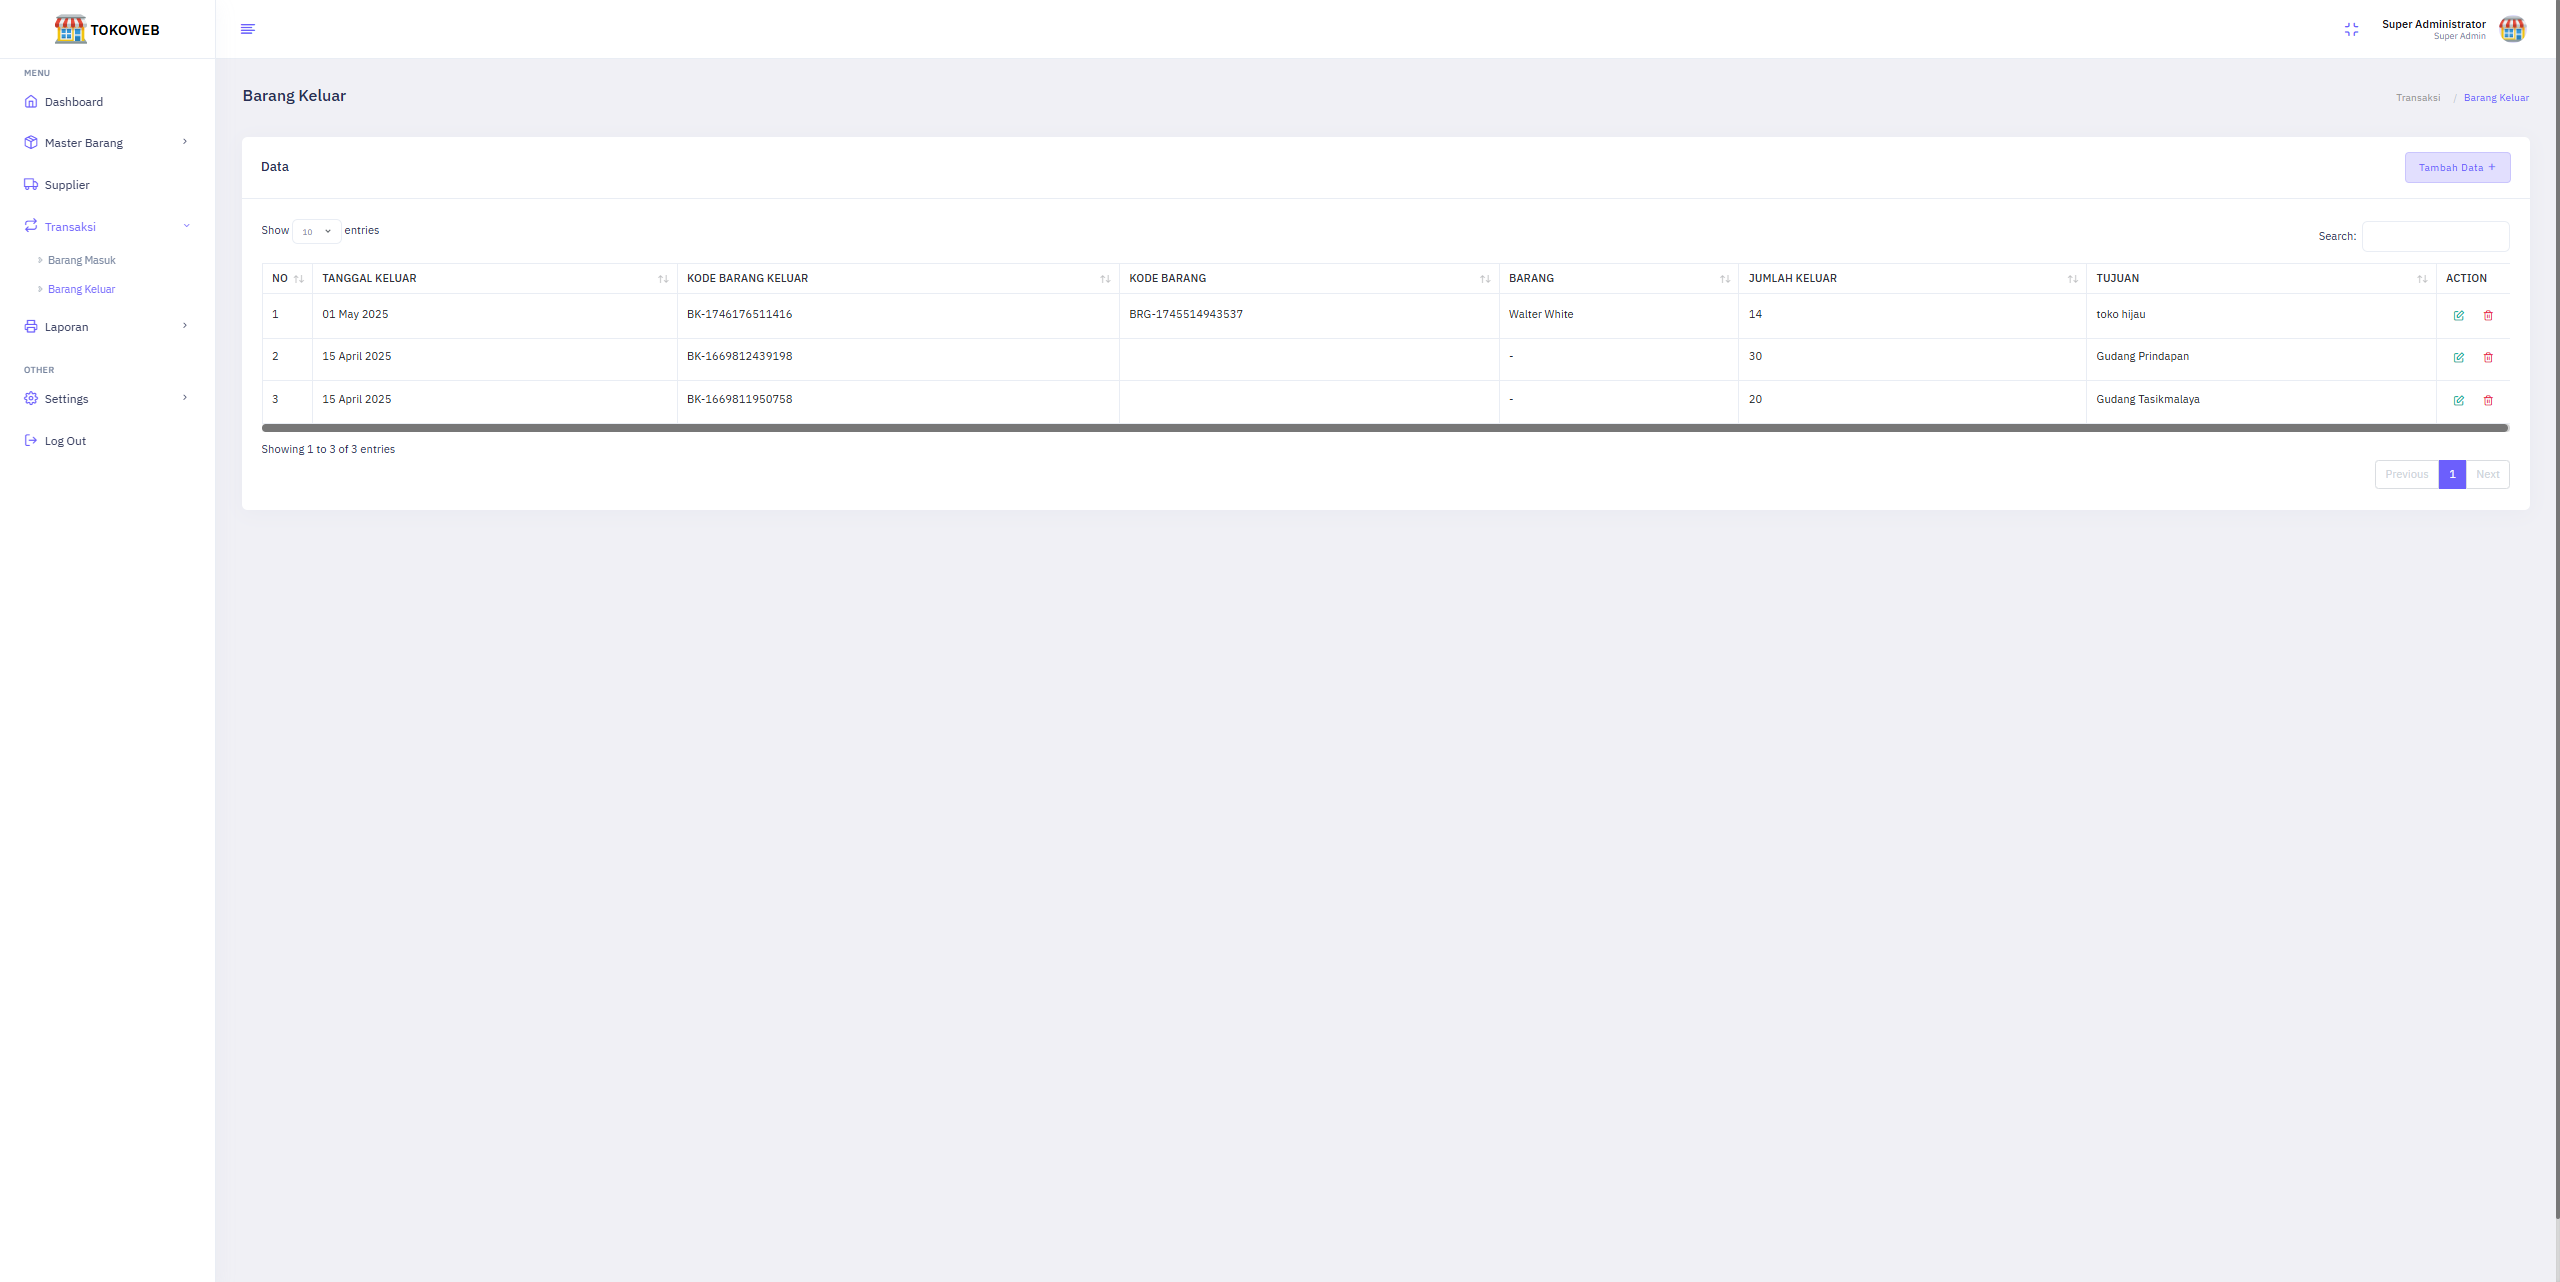 TOKOWEB
Super Administrator
Super Admin
MENU
Dashboard
Master Barang
Supplier
Transaksi
Barang Masuk
Barang Keluar
Laporan
OTHER
Settings
Log Out
Barang Keluar
Transaksi / Barang Keluar
Data
Tambah Data +
Show 10 entries
Search:
NO TANGGAL KELUAR KODE BARANG KELUAR KODE BARANG BARANG JUMLAH KELUAR TUJUAN ACTION
1 01 May 2025 BK-1746176511416 BRG-1745514943537 Walter White 14 toko hijau
2 15 April 2025 BK-1669812439198 - 30 Gudang Prindapan
3 15 April 2025 BK-1669811950758 - 20 Gudang Tasikmalaya
Showing 1 to 3 of 3 entries
Previous 1 Next